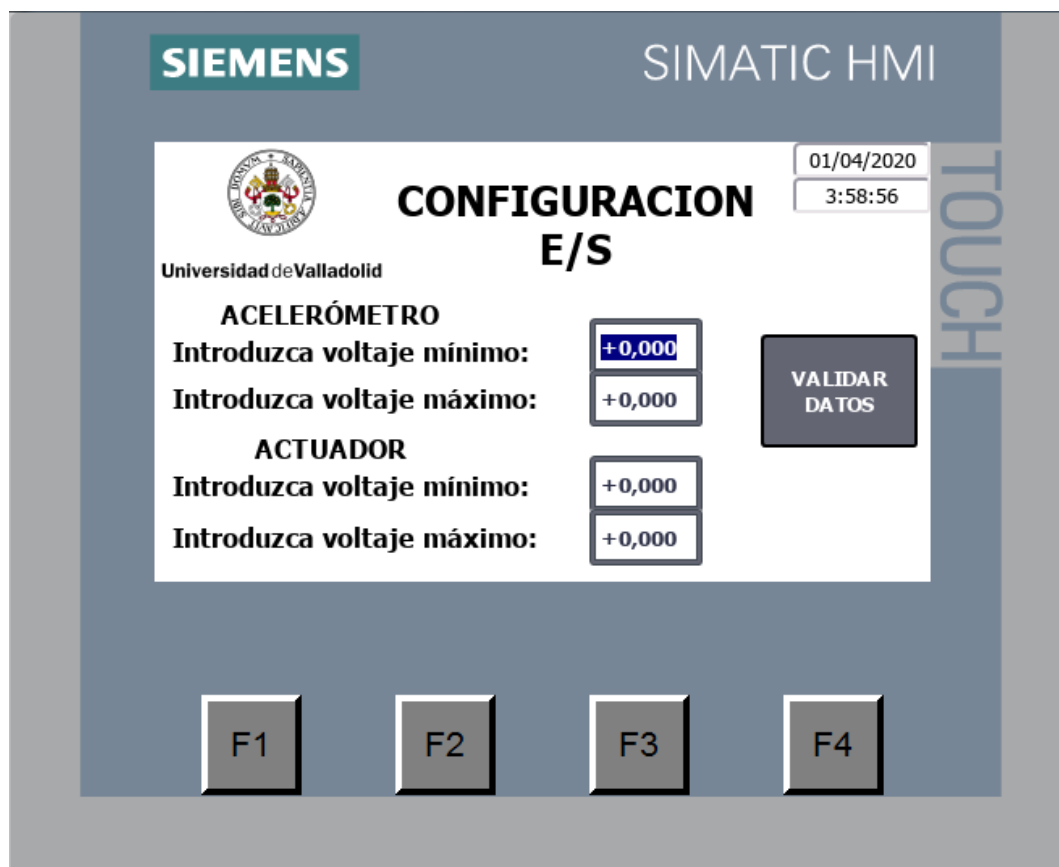 SIEMENS
SIMATIC HMI
TOUCH
01/04/2020
3:58:56
CONFIGURACION
E/S
Universidad deValladolid
ACELERÓMETRO
Introduzca voltaje mínimo:
+0,000
Introduzca voltaje máximo:
+0,000
VALIDAR
DATOS
ACTUADOR
Introduzca voltaje mínimo:
+0,000
Introduzca voltaje máximo:
+0,000
F1
F2
F3
F4